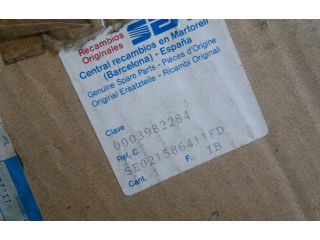 Recambios
Originales
Central recambios en Martorell
(Barcelona) - España
Genuine Spare Parts - Pièces d'Origine
Original Ersatzteile - Ricambi Originali
Clave
0003982284
Ref. C.
SE021586411FD
Cant. 1 IB